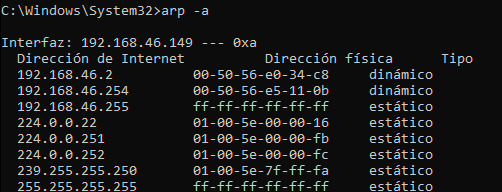 C:\Windows\System32>arp -a
Interfaz: 192.168.46.149 --- 0xa
Dirección de Internet Dirección física Tipo
192.168.46.2 00-50-56-e0-34-c8 dinámico
192.168.46.254 00-50-56-e5-11-0b dinámico
192.168.46.255 ff-ff-ff-ff-ff-ff estático
224.0.0.22 01-00-5e-00-00-16 estático
224.0.0.251 01-00-5e-00-00-fb estático
224.0.0.252 01-00-5e-00-00-fc estático
239.255.255.250 01-00-5e-7f-ff-fa estático
255.255.255.255 ff-ff-ff-ff-ff-ff estático